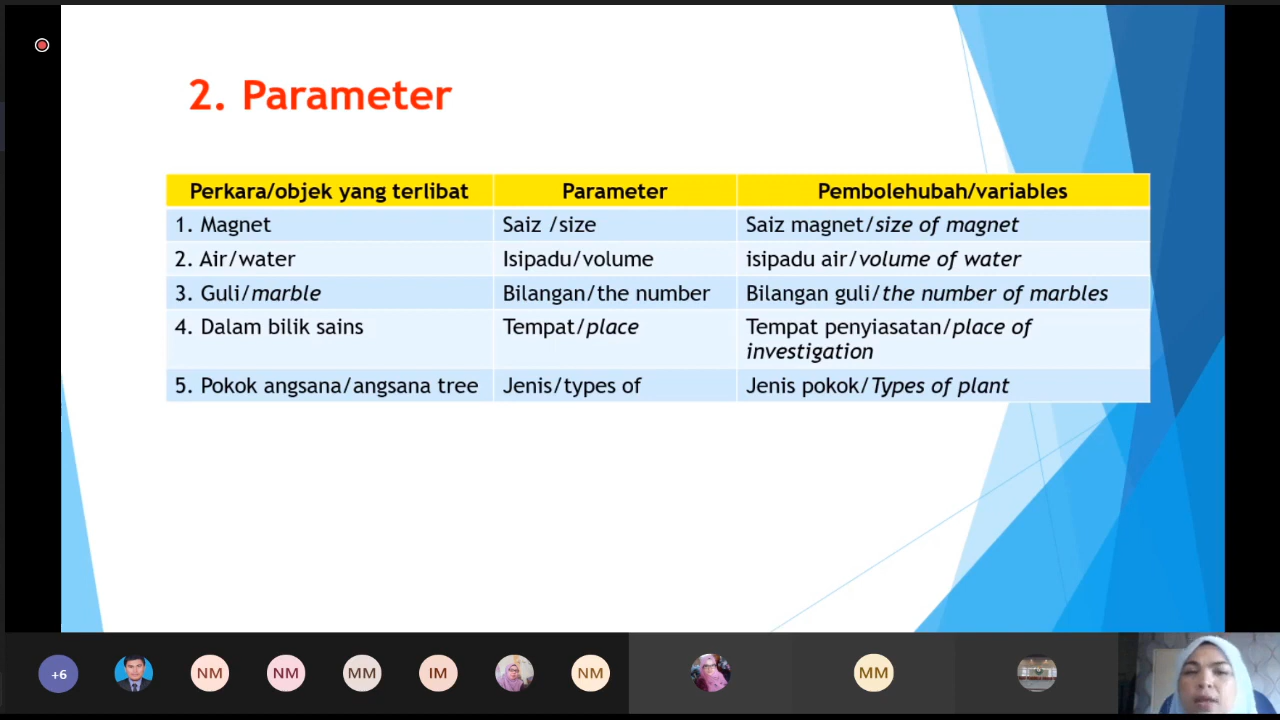 2. Parameter
Perkara/objek yang terlibat Parameter Pembolehubah/variables
1. Magnet Saiz /size Saiz magnet/size of magnet
2. Air/water Isipadu/volume isipadu air/volume of water
3. Guli/marble Bilangan/the number Bilangan guli/the number of marbles
4. Dalam bilik sains Tempat/place Tempat penyiasatan/place of
investigation
5. Pokok angsana/angsana tree Jenis/types of Jenis pokok/Types of plant
+6 NM NM MM IM NM MM